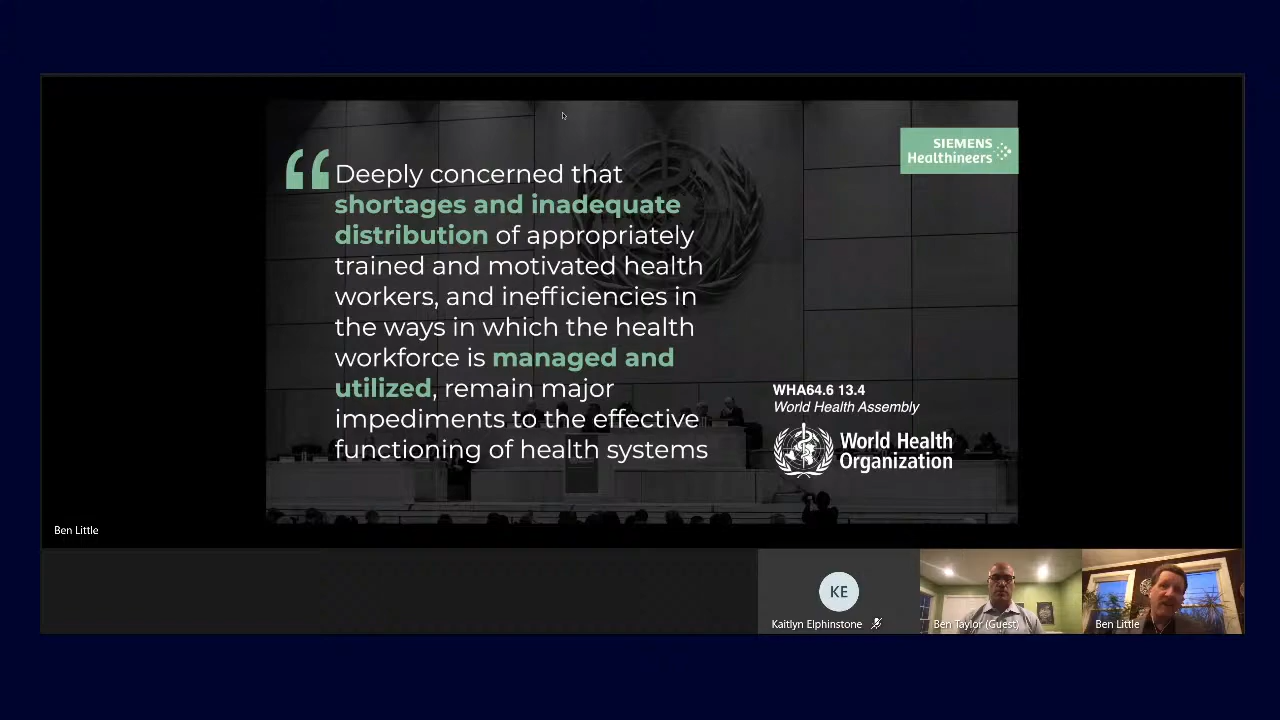 SIEMENS
Healthineers
“
Deeply concerned that
shortages and inadequate
distribution of appropriately
trained and motivated health
workers, and inefficiencies in
the ways in which the health
workforce is managed and
utilized, remain major
impediments to the effective
functioning of health systems
WHA64.6 13.4
World Health Assembly
World Health
Organization
Ben Little
KE
Kaitlyn Elphinstone
Ben Taylor (Guest)
Ben Little